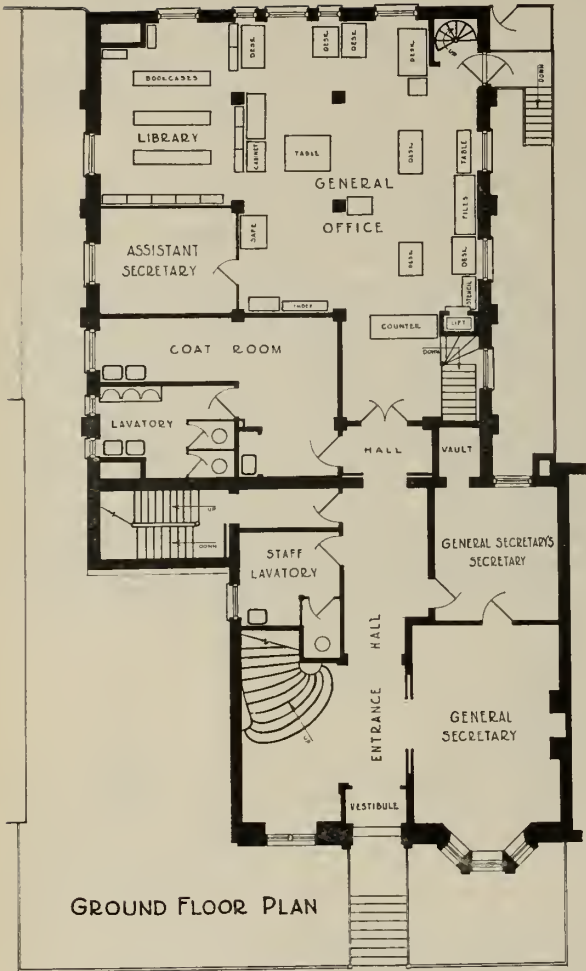 DESK
DESK
DESK
DESK
UP
DOWN
BOOKCASES
LIBRARY
CABINET
TABLE
DESK
TABLE
GENERAL
OFFICE
FILES
ASSISTANT
SECRETARY
SAFE
DESK
DESK
STENCIL
INDEX
LIFT
COUNTER
COAT ROOM
DOWN
LAVATORY
HALL
VAULT
UP
DOWN
STAFF
LAVATORY
GENERAL SECRETARY'S
SECRETARY
ENTRANCE HALL
GENERAL
SECRETARY
UP
VESTIBULE
GROUND FLOOR PLAN